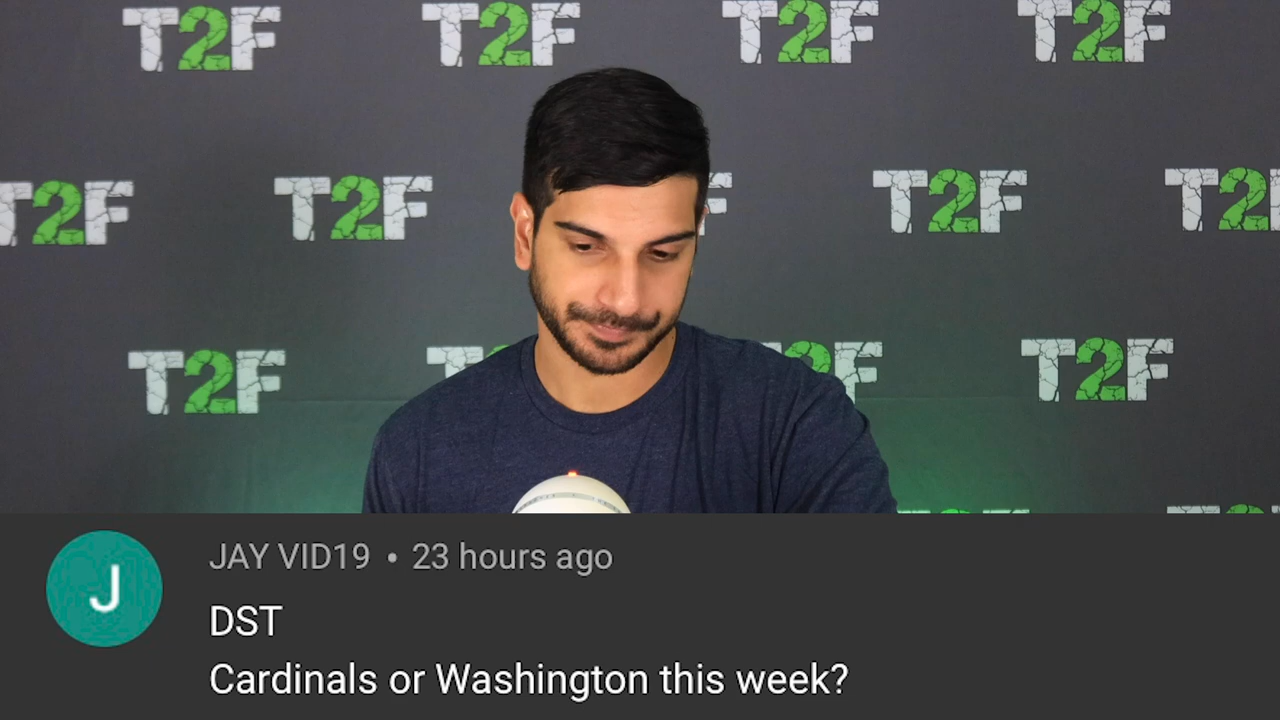 T2F T2F T2F T2F
T2F T2F T2F T2F
T2F T2F T2F
JAY VID19 • 23 hours ago
J
DST
Cardinals or Washington this week?